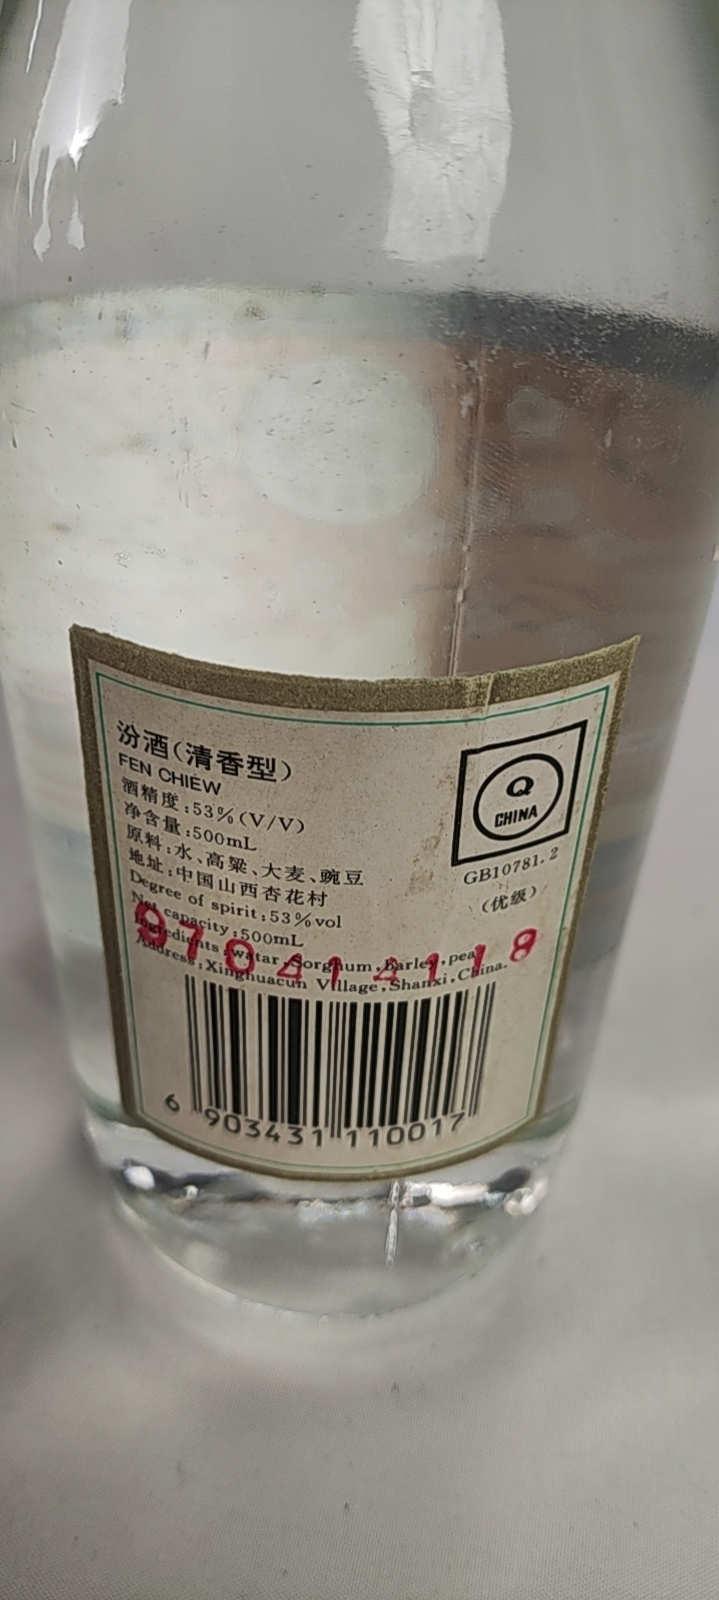 汾酒(清香型)
FEN CHIEW
酒精度:53%(V/V)
净含量:500mL
原料:水、高粱、大麦、豌豆
地址:中国山西杏花村
Degree of spirit:53%vol
Net capacity:500mL
Ingredients:watar,Sorghum,barley,pea
Address:Xinghuacun Village,Shanxi,China.
Q
CHINA
GB10781.2
(优级)
970414118
6 903431 110017